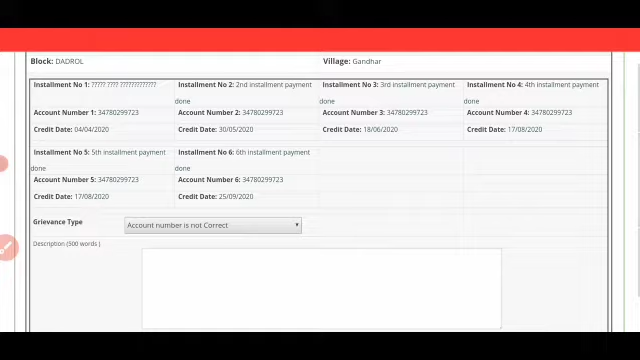 Block: DADROL Village: Gandhar
Installment No 1: ????? ???? ????????????? Installment No 2: 2nd installment payment Installment No 3: 3rd installment payment Installment No 4: 4th installment payment
done done done
Account Number 1: 34780299723 Account Number 2: 34780299723 Account Number 3: 34780299723 Account Number 4: 34780299723
Credit Date: 04/04/2020 Credit Date: 30/05/2020 Credit Date: 18/06/2020 Credit Date: 17/08/2020
Installment No 5: 5th installment payment Installment No 6: 6th installment payment
done done
Account Number 5: 34780299723 Account Number 6: 34780299723
Credit Date: 17/08/2020 Credit Date: 25/09/2020
Grievance Type Account number is not Correct
Description (500 words )